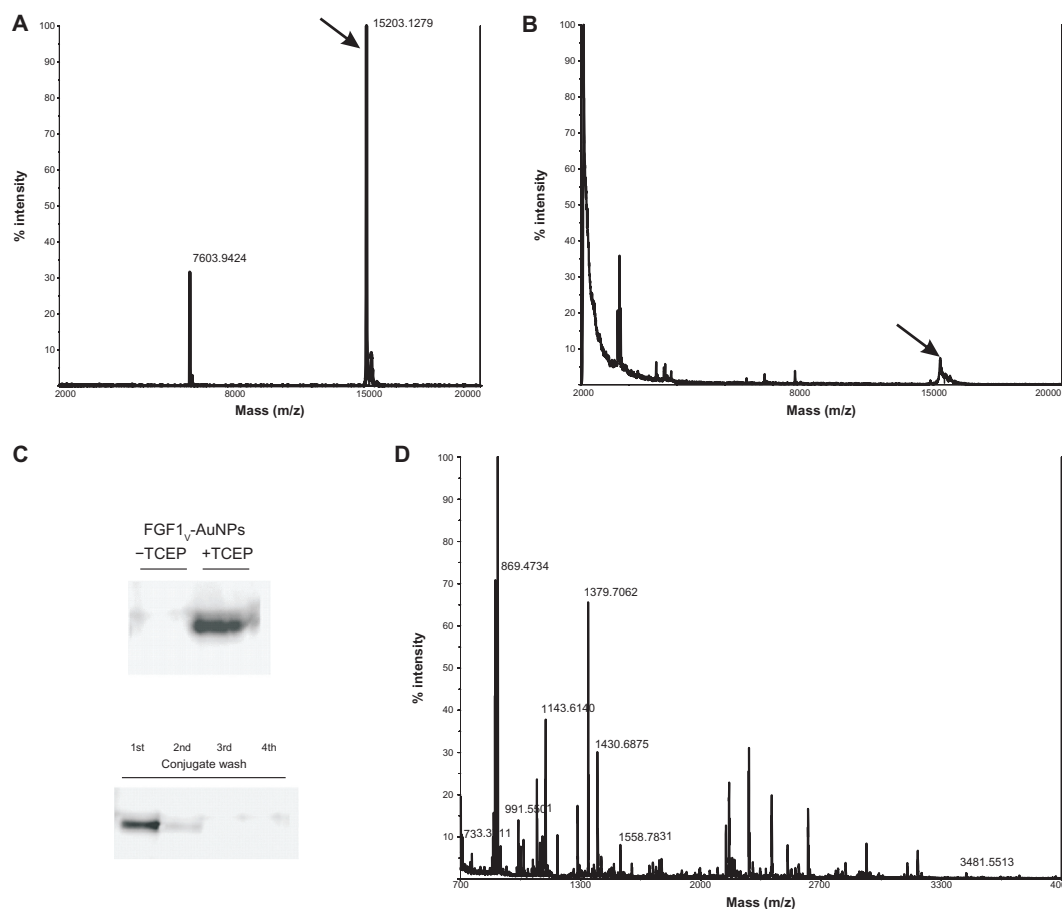 A
100
90
80
70
60
50
40
30
20
10
% intensity
15203.1279
7603.9424
2000 8000 15000 20000
Mass (m/z)
B
100
90
80
70
60
50
40
30
20
10
% intensity
2000 8000 15000 20000
Mass (m/z)
C
FGF1V-AuNPs
−TCEP +TCEP
1st 2nd 3rd 4th
Conjugate wash
D
100
90
80
70
60
50
40
30
20
10
% intensity
869.4734
1379.7062
1143.6140
1430.6875
991.5501
1558.7831
3481.5513
700 1300 2000 2700 3300
Mass (m/z)